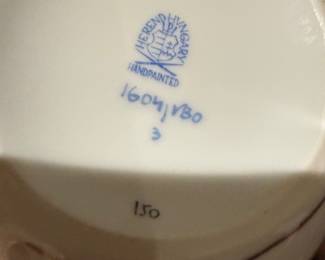 HEREND HUNGARY
HANDPAINTED
1604/VBO
3
150